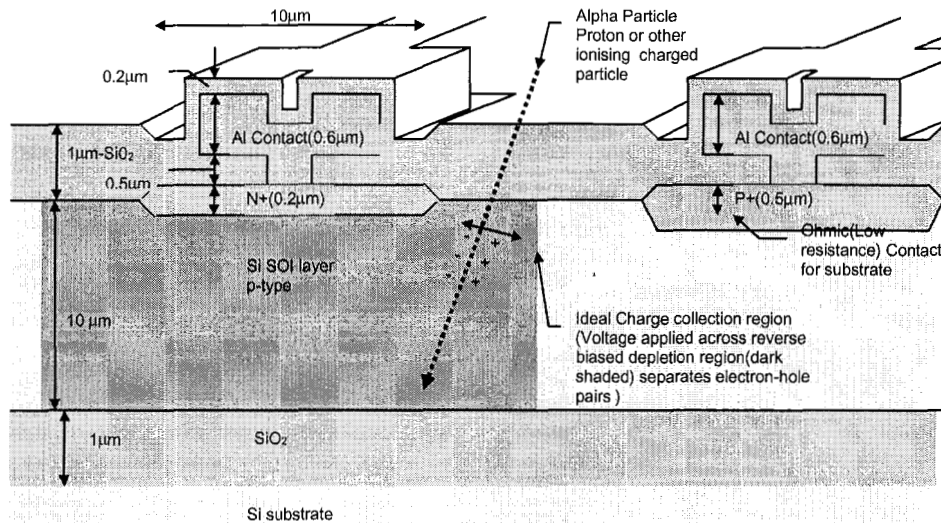 10μm
Alpha Particle
Proton or other
ionising charged
particle
0.2μm
Al Contact(0.6μm)
Al Contact(0.6μm)
1μm-SiO₂
0.5μm
N+(0.2μm)
P+(0.5μm)
Ohmic(Low
resistance) Contact
for substrate
Si SOI layer
p-type
- - - -
+ + +
10 μm
Ideal Charge collection region
(Voltage applied across reverse
biased depletion region(dark
shaded) separates electron-hole
pairs )
1μm
SiO₂
Si substrate